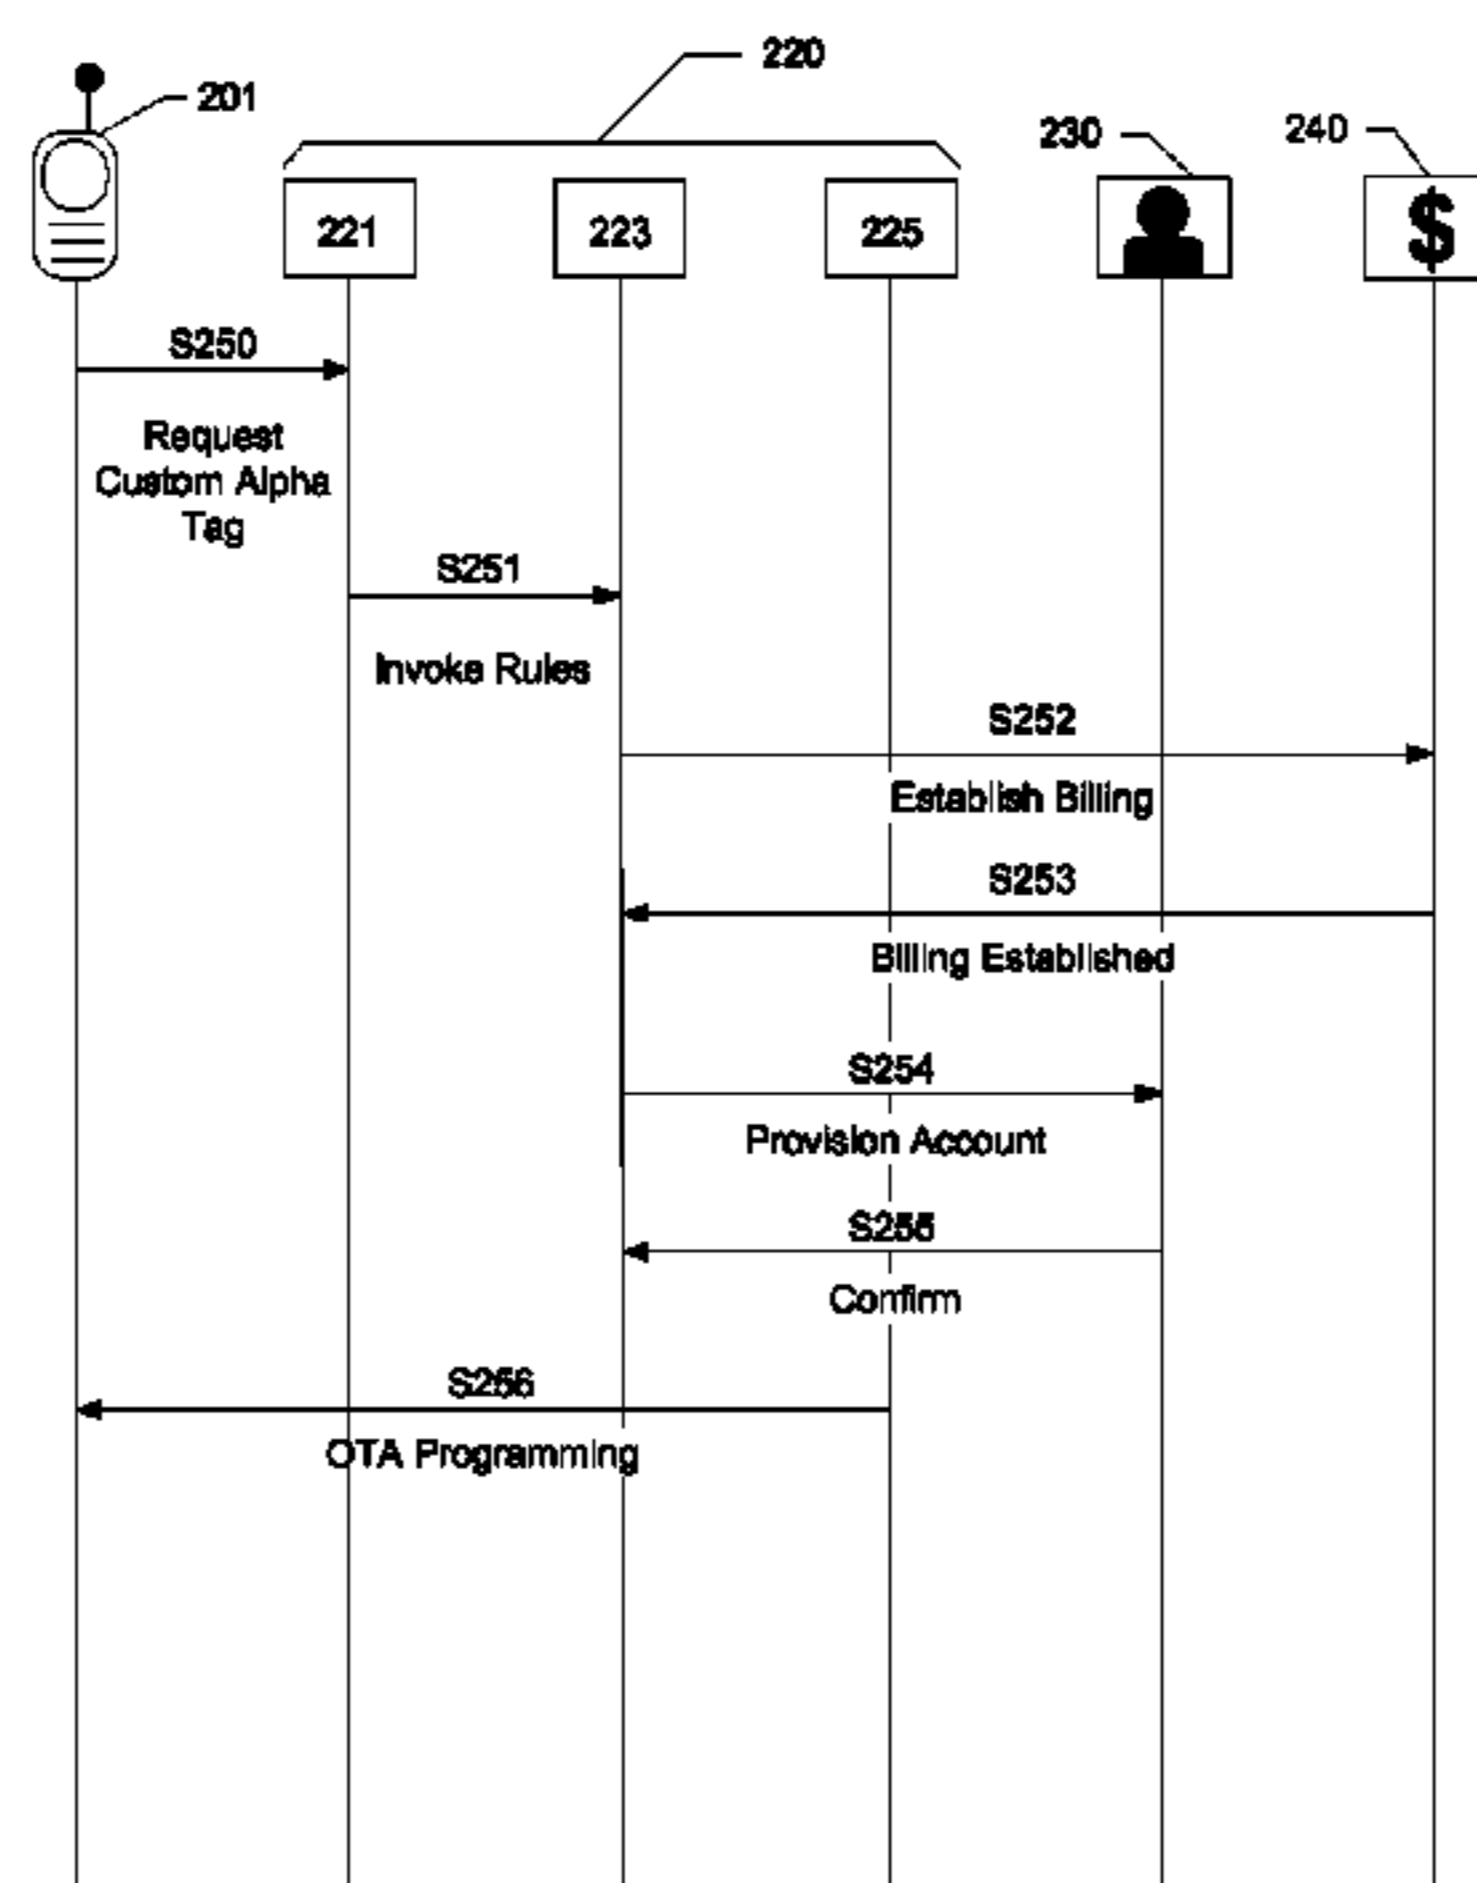 220
201
230
240
221
223
225
$
S250
Request
Custom Alpha
Tag
S251
Invoke Rules
S252
Establish Billing
S253
Billing Established
S254
Provision Account
S255
Confirm
S256
OTA Programming